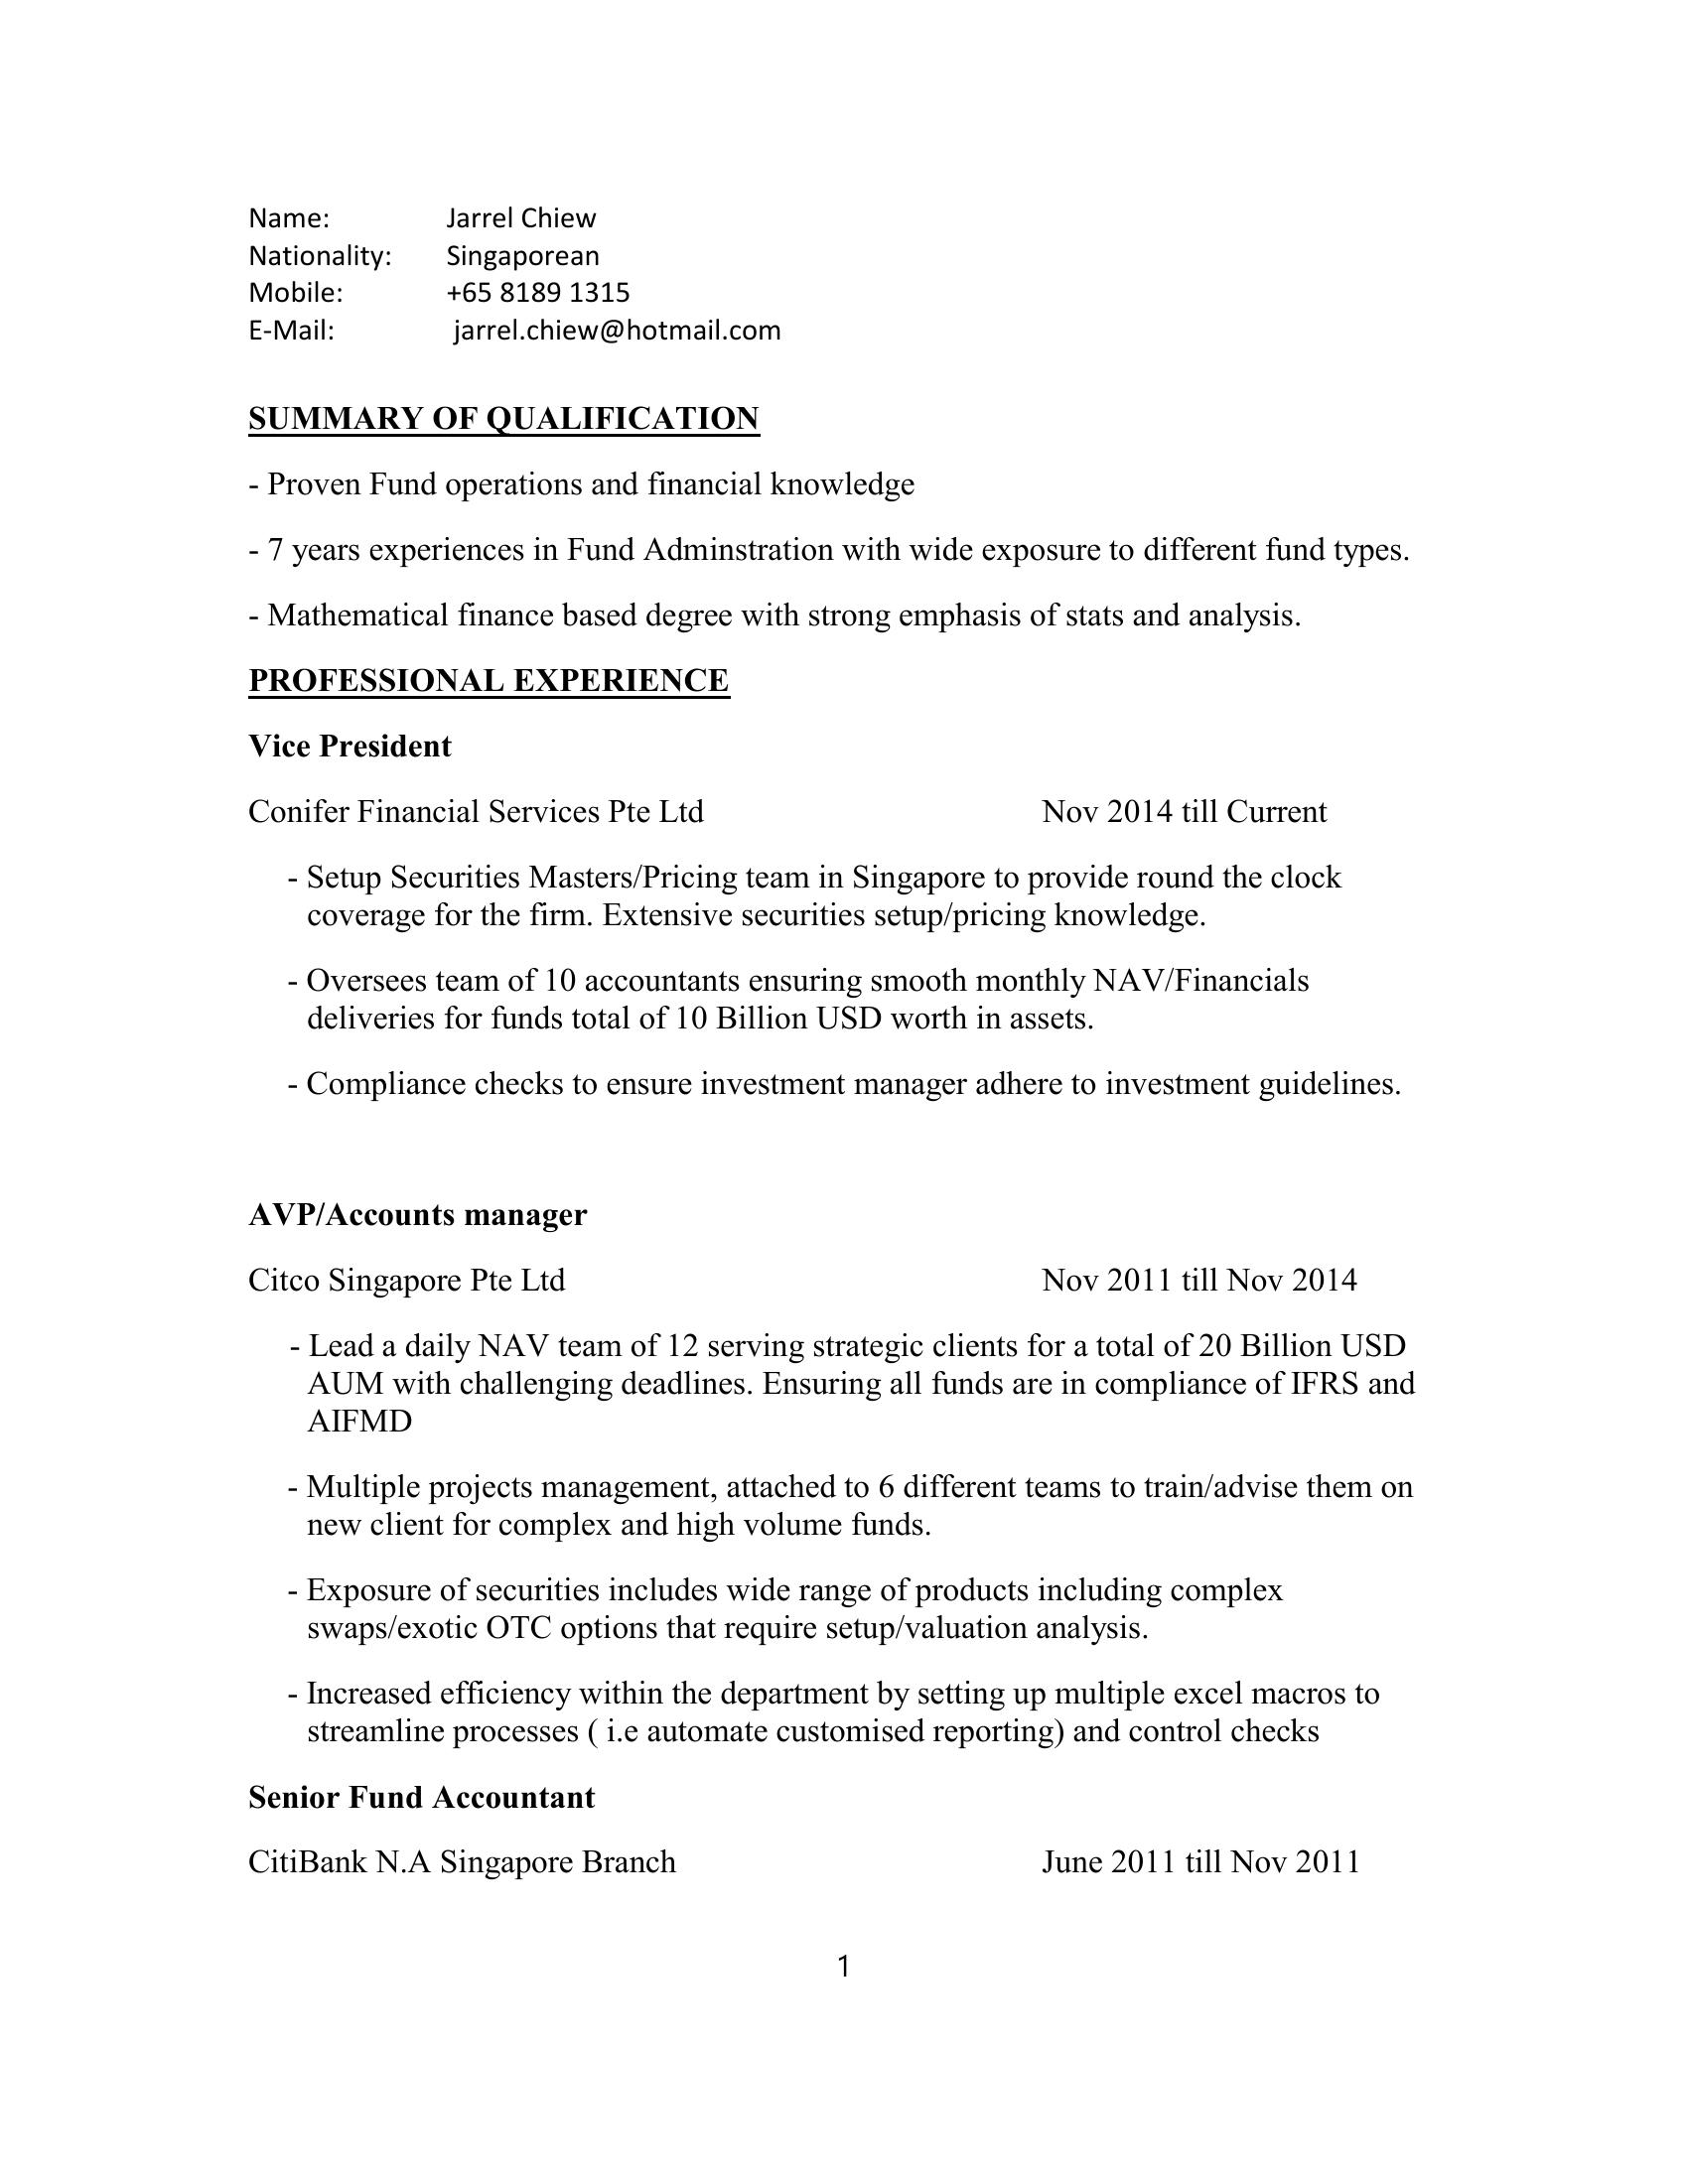 Name: Jarrel Chiew
Nationality: Singaporean
Mobile: +65 8189 1315
E-Mail: jarrel.chiew@hotmail.com
SUMMARY OF QUALIFICATION
- Proven Fund operations and financial knowledge
- 7 years experiences in Fund Adminstration with wide exposure to different fund types.
- Mathematical finance based degree with strong emphasis of stats and analysis.
PROFESSIONAL EXPERIENCE
Vice President
Conifer Financial Services Pte Ltd Nov 2014 till Current
- Setup Securities Masters/Pricing team in Singapore to provide round the clock
coverage for the firm. Extensive securities setup/pricing knowledge.
- Oversees team of 10 accountants ensuring smooth monthly NAV/Financials
deliveries for funds total of 10 Billion USD worth in assets.
- Compliance checks to ensure investment manager adhere to investment guidelines.
AVP/Accounts manager
Citco Singapore Pte Ltd Nov 2011 till Nov 2014
- Lead a daily NAV team of 12 serving strategic clients for a total of 20 Billion USD
AUM with challenging deadlines. Ensuring all funds are in compliance of IFRS and
AIFMD
- Multiple projects management, attached to 6 different teams to train/advise them on
new client for complex and high volume funds.
- Exposure of securities includes wide range of products including complex
swaps/exotic OTC options that require setup/valuation analysis.
- Increased efficiency within the department by setting up multiple excel macros to
streamline processes ( i.e automate customised reporting) and control checks
Senior Fund Accountant
CitiBank N.A Singapore Branch June 2011 till Nov 2011
1